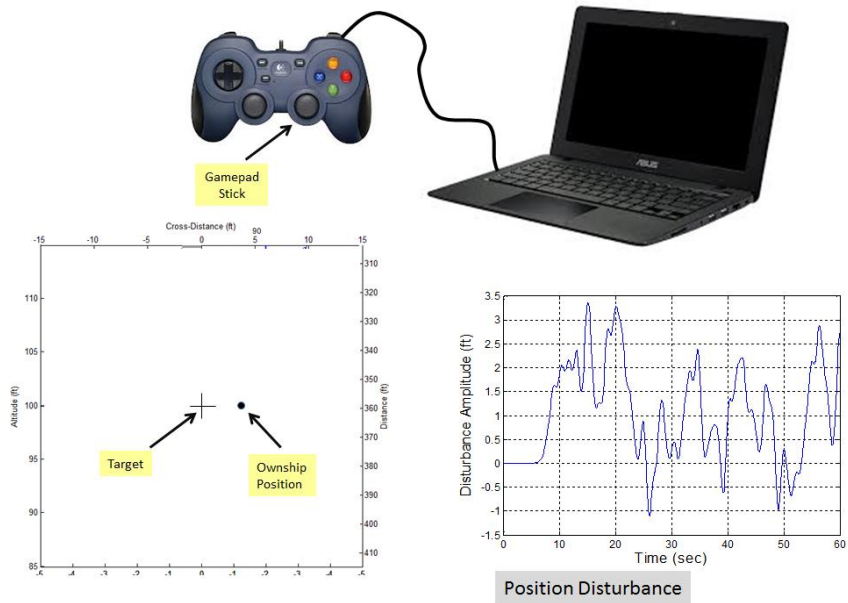 Gamepad
Stick
ASUS
Cross-Distance (ft)
90
-15 -10 -5 0 5 10 15
110
105
100
95
90
85
Altitude (ft)
310
320
330
340
350
360
370
380
390
400
410
Distance (ft)
Target
Ownship
Position
-5 -4 -3 -2 -1 0 -1 -2 -3 -4 -5
3.5
3
2.5
2
1.5
1
0.5
0
-0.5
-1
-1.5
Disturbance Amplitude (ft)
0 10 20 30 40 50 60
Time (sec)
Position Disturbance